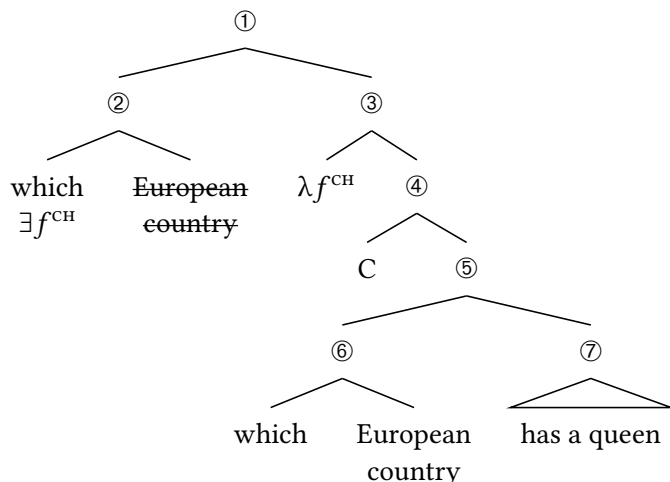 ①
② ③
which European λf^CH ④
∃f^CH country
C ⑤
⑥ ⑦
which European has a queen
country